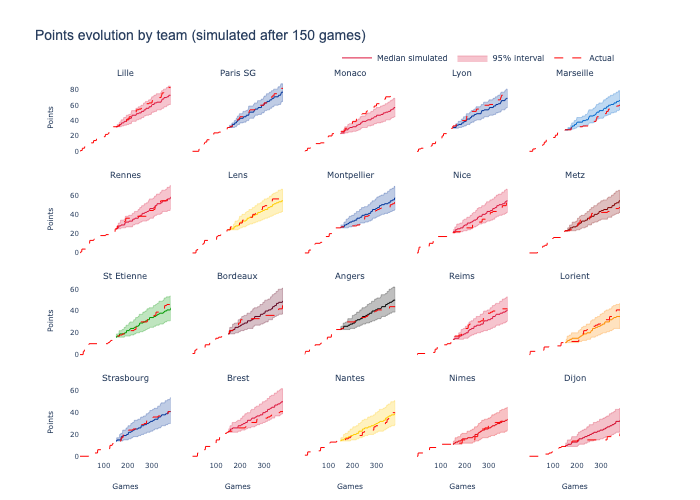 Points evolution by team (simulated after 150 games)
Median simulated 95% interval Actual
Lille Paris SG Monaco Lyon Marseille
80
60
40
20
0
Points
Rennes Lens Montpellier Nice Metz
60
40
20
0
Points
St Etienne Bordeaux Angers Reims Lorient
60
40
20
0
Points
Strasbourg Brest Nantes Nimes Dijon
60
40
20
0
Points
100 200 300 100 200 300 100 200 300 100 200 300 100 200 300
Games Games Games Games Games